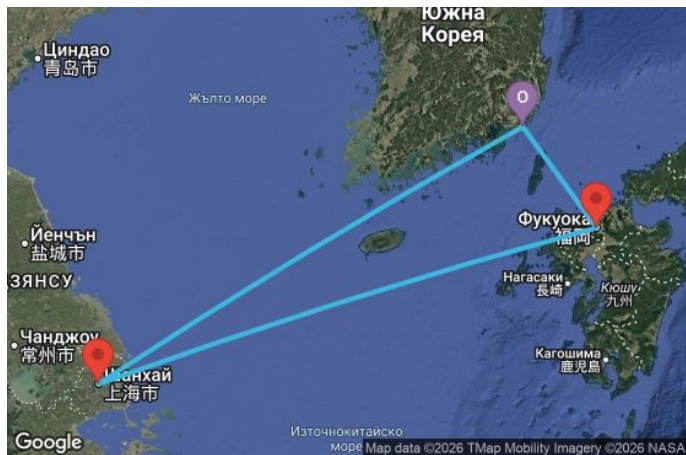 Южна
Корея
Циндао
青岛市
Жълто море
O
Фукуока
福岡
Йенчън
盐城市
ДЗЯНСУ
Нагасаки
長崎
Кюшу
九州
Чанджоу
常州市
Шанхай
上海市
Кагошима
鹿児島
Източнокитайско
море
Google
Map data ©2026 TMap Mobility Imagery ©2026 NASA